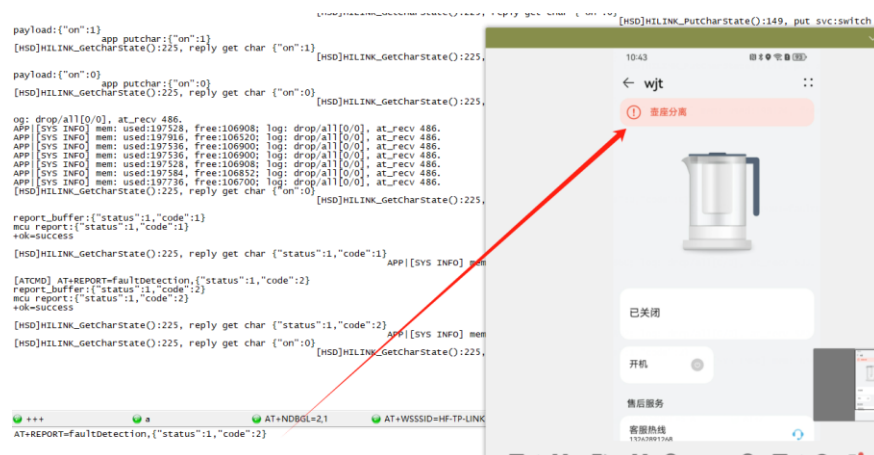 [HSD]HILINK_PutCharState():149, put svc:switch
payload:{"on":1}
app putchar:{"on":1}
[HSD]HILINK_GetCharState():225, reply get char {"on":1}
[HSD]HILINK_GetCharState():225,
payload:{"on":0}
app putchar:{"on":0}
[HSD]HILINK_GetCharState():225, reply get char {"on":0}
[HSD]HILINK_GetCharState():225,
og: drop/all[0/0], at_recv 486.
APP|[SYS INFO] mem: used:197528, free:106908; log: drop/all[0/0], at_recv 486.
APP|[SYS INFO] mem: used:197916, free:106520; log: drop/all[0/0], at_recv 486.
APP|[SYS INFO] mem: used:197536, free:106900; log: drop/all[0/0], at_recv 486.
APP|[SYS INFO] mem: used:197536, free:106900; log: drop/all[0/0], at_recv 486.
APP|[SYS INFO] mem: used:197528, free:106908; log: drop/all[0/0], at_recv 486.
APP|[SYS INFO] mem: used:197584, free:106852; log: drop/all[0/0], at_recv 486.
APP|[SYS INFO] mem: used:197736, free:106700; log: drop/all[0/0], at_recv 486.
[HSD]HILINK_GetCharState():225, reply get char {"on":0}
[HSD]HILINK_GetCharState():225,
report_buffer:{"status":1,"code":1}
mcu report:{"status":1,"code":1}
+ok=success
[HSD]HILINK_GetCharState():225, reply get char {"status":1,"code":1}
APP|[SYS INFO] mem
[ATCMD] AT+REPORT=faultDetection,{"status":1,"code":2}
report_buffer:{"status":1,"code":2}
mcu report:{"status":1,"code":2}
+ok=success
[HSD]HILINK_GetCharState():225, reply get char {"status":1,"code":2}
APP|[SYS INFO] mem
[HSD]HILINK_GetCharState():225, reply get char {"on":0}
[HSD]HILINK_GetCharState():225,
+++
a
AT+NDBGL=2,1
AT+WSSSID=HF-TP-LINK
AT+REPORT=faultDetection,{"status":1,"code":2}
10:43
wjt
壶座分离
已关闭
开机
售后服务
客服热线
13262891268